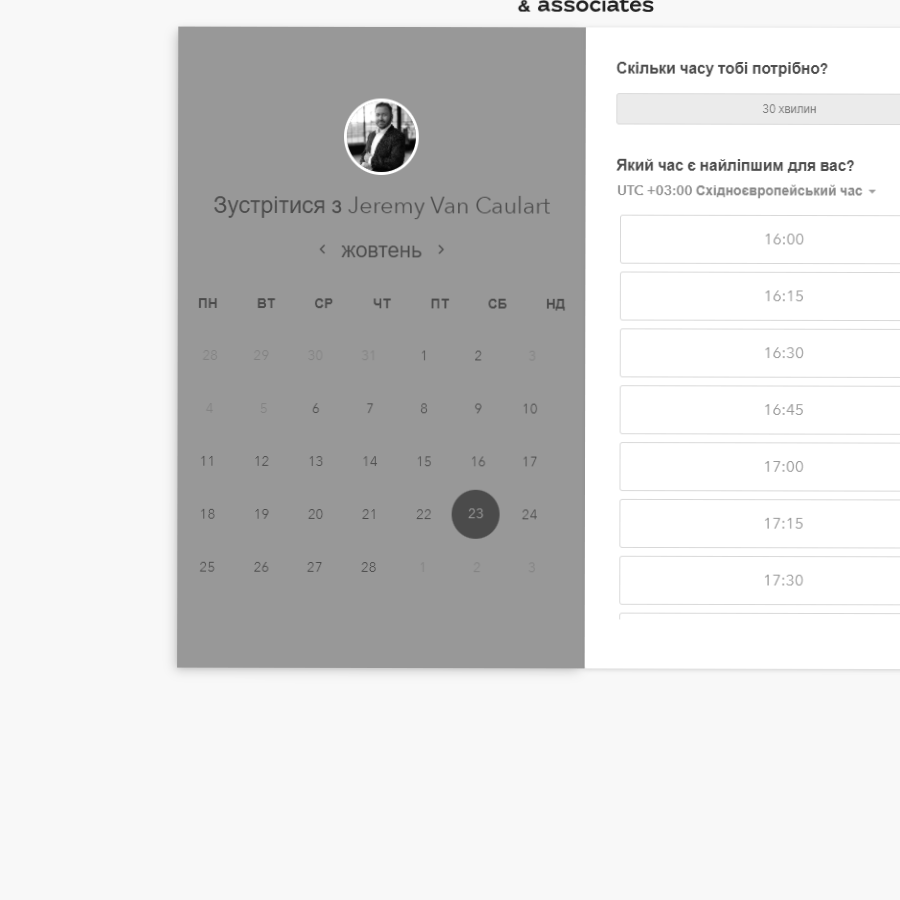 & associates
Зустрітися з Jeremy Van Caulart
жовтень
ПН ВТ СР ЧТ ПТ СБ НД
28 29 30 31 1 2 3
4 5 6 7 8 9 10
11 12 13 14 15 16 17
18 19 20 21 22 23 24
25 26 27 28 1 2 3
Скільки часу тобі потрібно?
30 хвилин
Який час є найліпшим для вас?
UTC +03:00 Східноєвропейський час
16:00
16:15
16:30
16:45
17:00
17:15
17:30